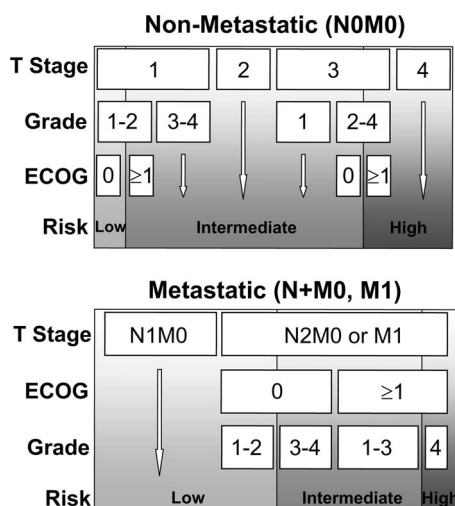 Non-Metastatic (N0M0)
T Stage 1 2 3 4
Grade 1-2 3-4 1 2-4
ECOG 0 ≥1 0 ≥1
Risk Low Intermediate High
Metastatic (N+M0, M1)
T Stage N1M0 N2M0 or M1
ECOG 0 ≥1
Grade 1-2 3-4 1-3 4
Risk Low Intermediate High